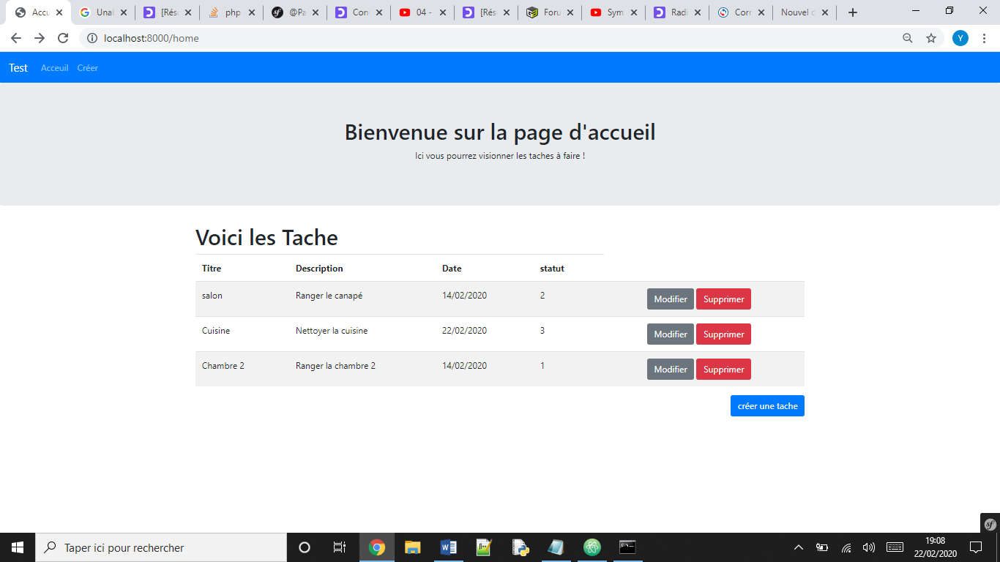 Accu
Unal
[Rés
php
@Pa
Con
04 -
[Rés
Foru
Sym
Radi
Corr
Nouvel o
localhost:8000/home
Y
Test Acceuil Créer
Bienvenue sur la page d'accueil
Ici vous pourrez visionner les taches à faire !
Voici les Tache
Titre Description Date statut
salon Ranger le canapé 14/02/2020 2 Modifier Supprimer
Cuisine Nettoyer la cuisine 22/02/2020 3 Modifier Supprimer
Chambre 2 Ranger la chambre 2 14/02/2020 1 Modifier Supprimer
créer une tache
Taper ici pour rechercher
19:08
22/02/2020